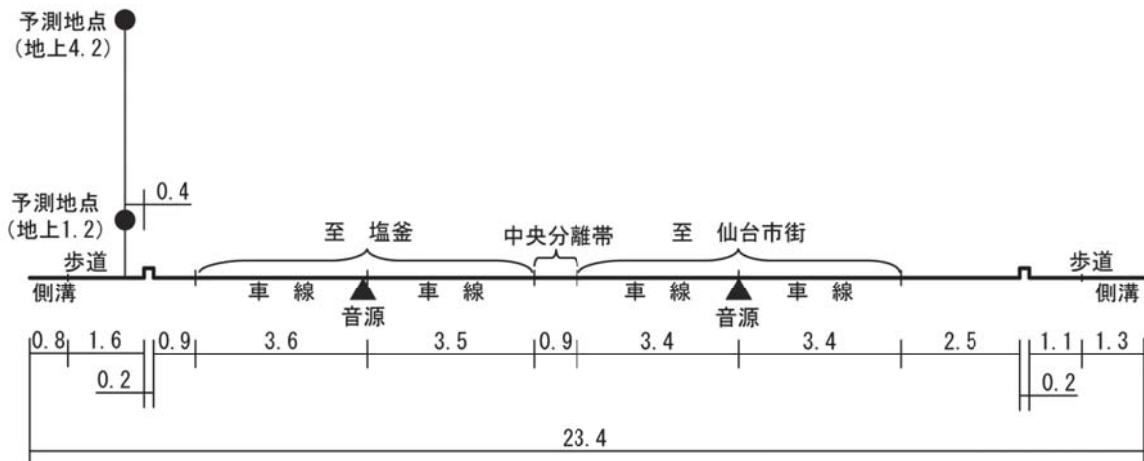 予測地点
(地上4.2)
0.4
予測地点
(地上1.2)
至 塩釜
中央分離帯
至 仙台市街
歩道
歩道
側溝
車 線
車 線
車 線
車 線
側溝
音源
音源
0.8
1.6
0.9
3.6
3.5
0.9
3.4
3.4
2.5
1.1
1.3
0.2
0.2
23.4